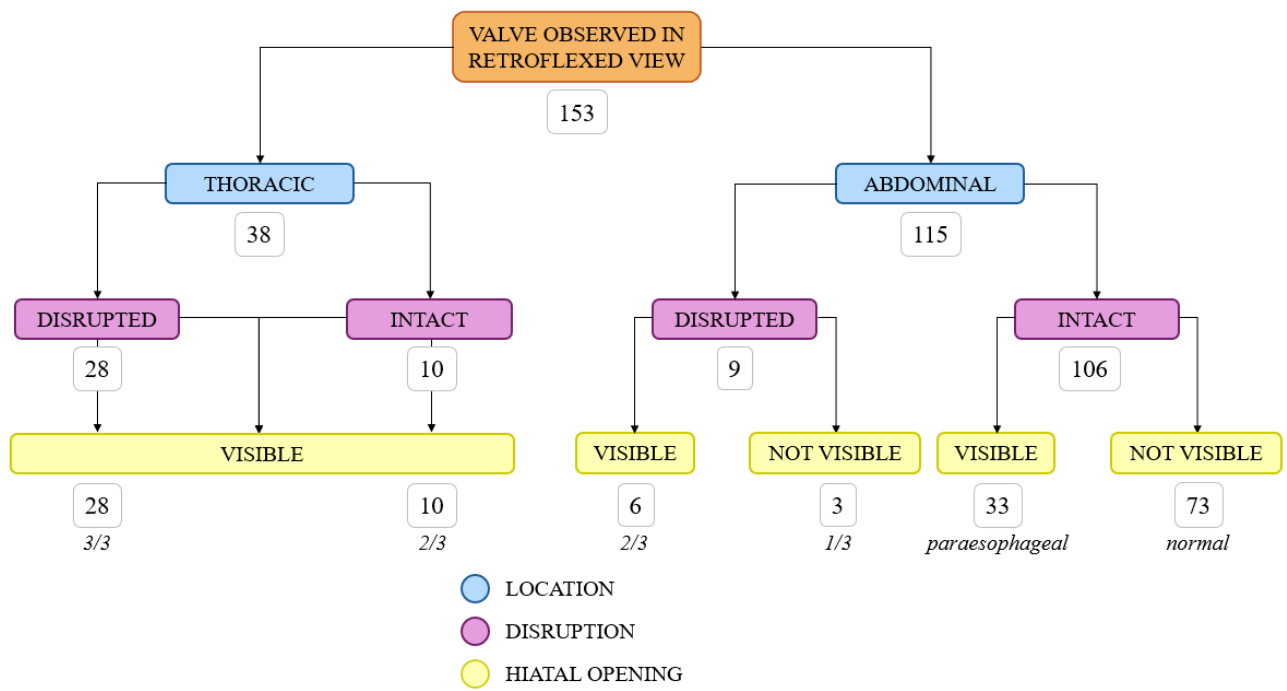 VALVE OBSERVED IN
RETROFLEXED VIEW
153
THORACIC
ABDOMINAL
38
115
DISRUPTED
INTACT
DISRUPTED
INTACT
28
10
9
106
VISIBLE
VISIBLE
NOT VISIBLE
VISIBLE
NOT VISIBLE
28
10
6
3
33
73
3/3
2/3
2/3
1/3
paraesophageal
normal
LOCATION
DISRUPTION
HIATAL OPENING